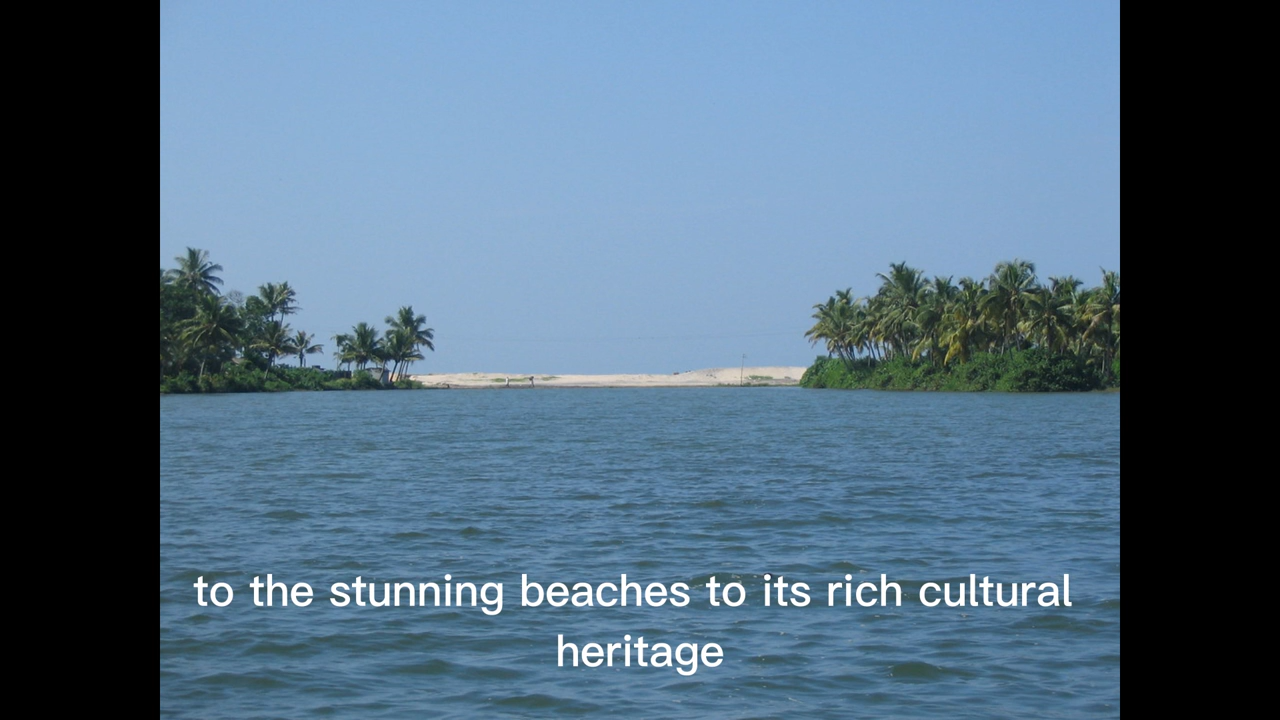 to the stunning beaches to its rich cultural
heritage